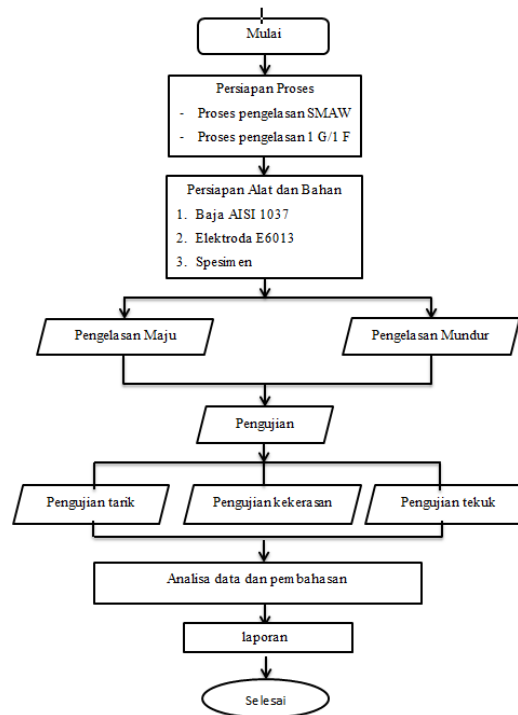 Mulai
Persiapan Proses
- Proses pengelasan SMAW
- Proses pengelasan 1 G/1 F
Persiapan Alat dan Bahan
1. Baja AISI 1037
2. Elektroda E6013
3. Spesimen
Pengelasan Maju
Pengelasan Mundur
Pengujian
Pengujian tarik
Pengujian kekerasan
Pengujian tekuk
Analisa data dan pembahasan
laporan
Selesai